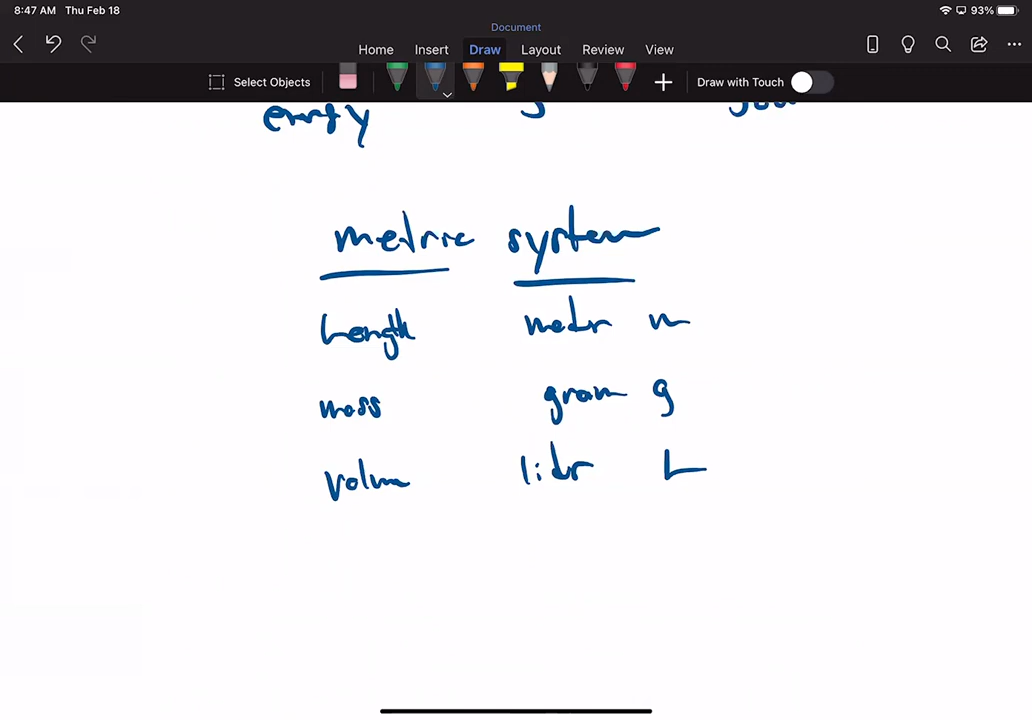 8:47 AM Thu Feb 18 93%
Document
Home Insert Draw Layout Review View
Select Objects Draw with Touch
energy
metric system
Length meter m
mass gram g
volume liter L